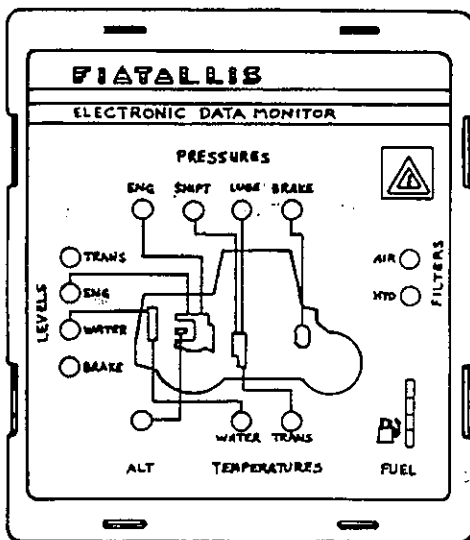 FIATALLIS
ELECTRONIC DATA MONITOR
PRESSURES
ENG SHIFT LUBE BRAKE
TRANS
ENG
WATER
BRAKE
LEVELS
AIR
HYD
FILTERS
WATER TRANS
ALT TEMPERATURES FUEL